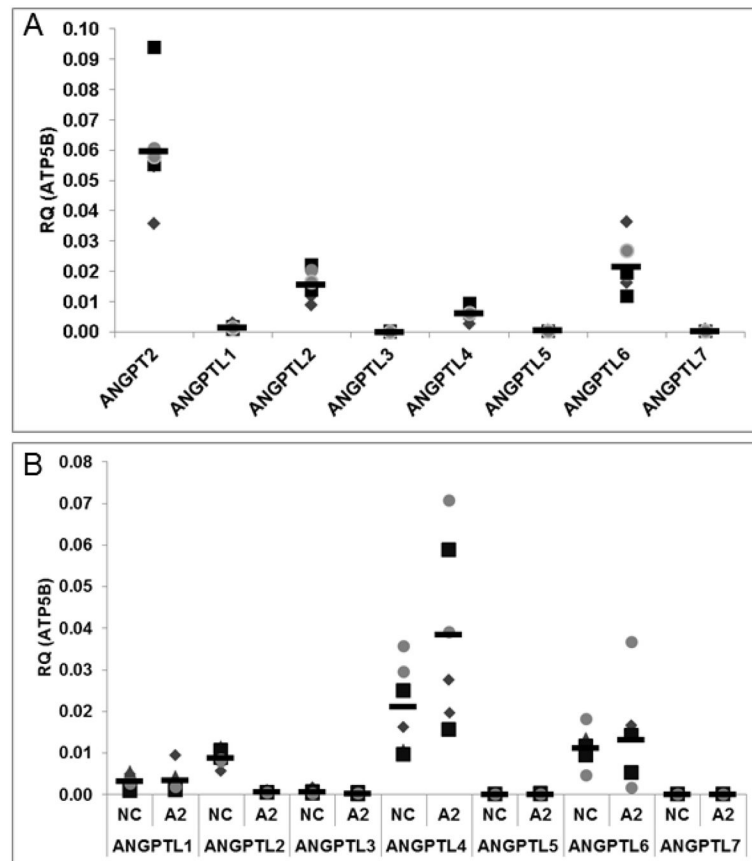 A
RQ (ATP5B)
0.10
0.09
0.08
0.07
0.06
0.05
0.04
0.03
0.02
0.01
0.00
ANGPT2
ANGPTL1
ANGPTL2
ANGPTL3
ANGPTL4
ANGPTL5
ANGPTL6
ANGPTL7
B
RQ (ATP5B)
0.08
0.07
0.06
0.05
0.04
0.03
0.02
0.01
0.00
NC A2 NC A2 NC A2 NC A2 NC A2 NC A2 NC A2
ANGPTL1 ANGPTL2 ANGPTL3 ANGPTL4 ANGPTL5 ANGPTL6 ANGPTL7